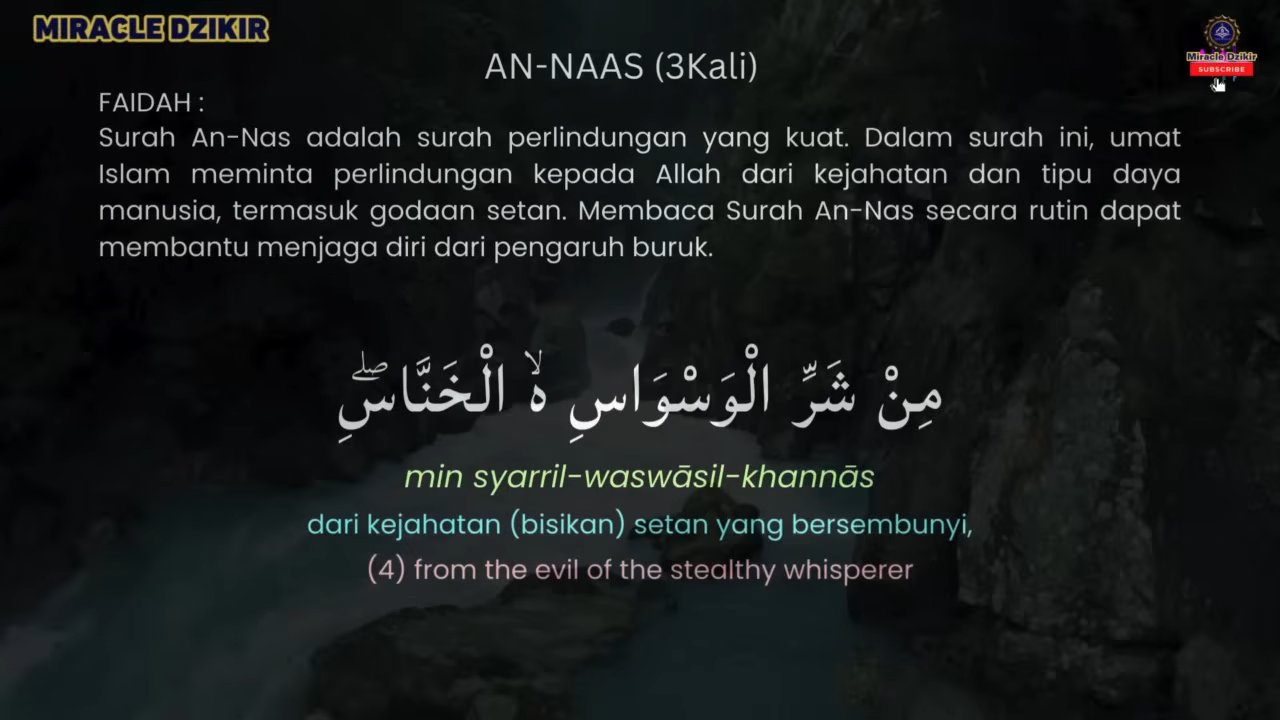 MIRACLE DZIKIR
Miracle Dzikir
SUBSCRIBE
AN-NAAS (3Kali)
FAIDAH :
Surah An-Nas adalah surah perlindungan yang kuat. Dalam surah ini, umat
Islam meminta perlindungan kepada Allah dari kejahatan dan tipu daya
manusia, termasuk godaan setan. Membaca Surah An-Nas secara rutin dapat
membantu menjaga diri dari pengaruh buruk.
مِنْ شَرِّ الْوَسْوَاسِ ەۙ الْخَنَّاسِۖ
min syarril-waswāsil-khannās
dari kejahatan (bisikan) setan yang bersembunyi,
(4) from the evil of the stealthy whisperer